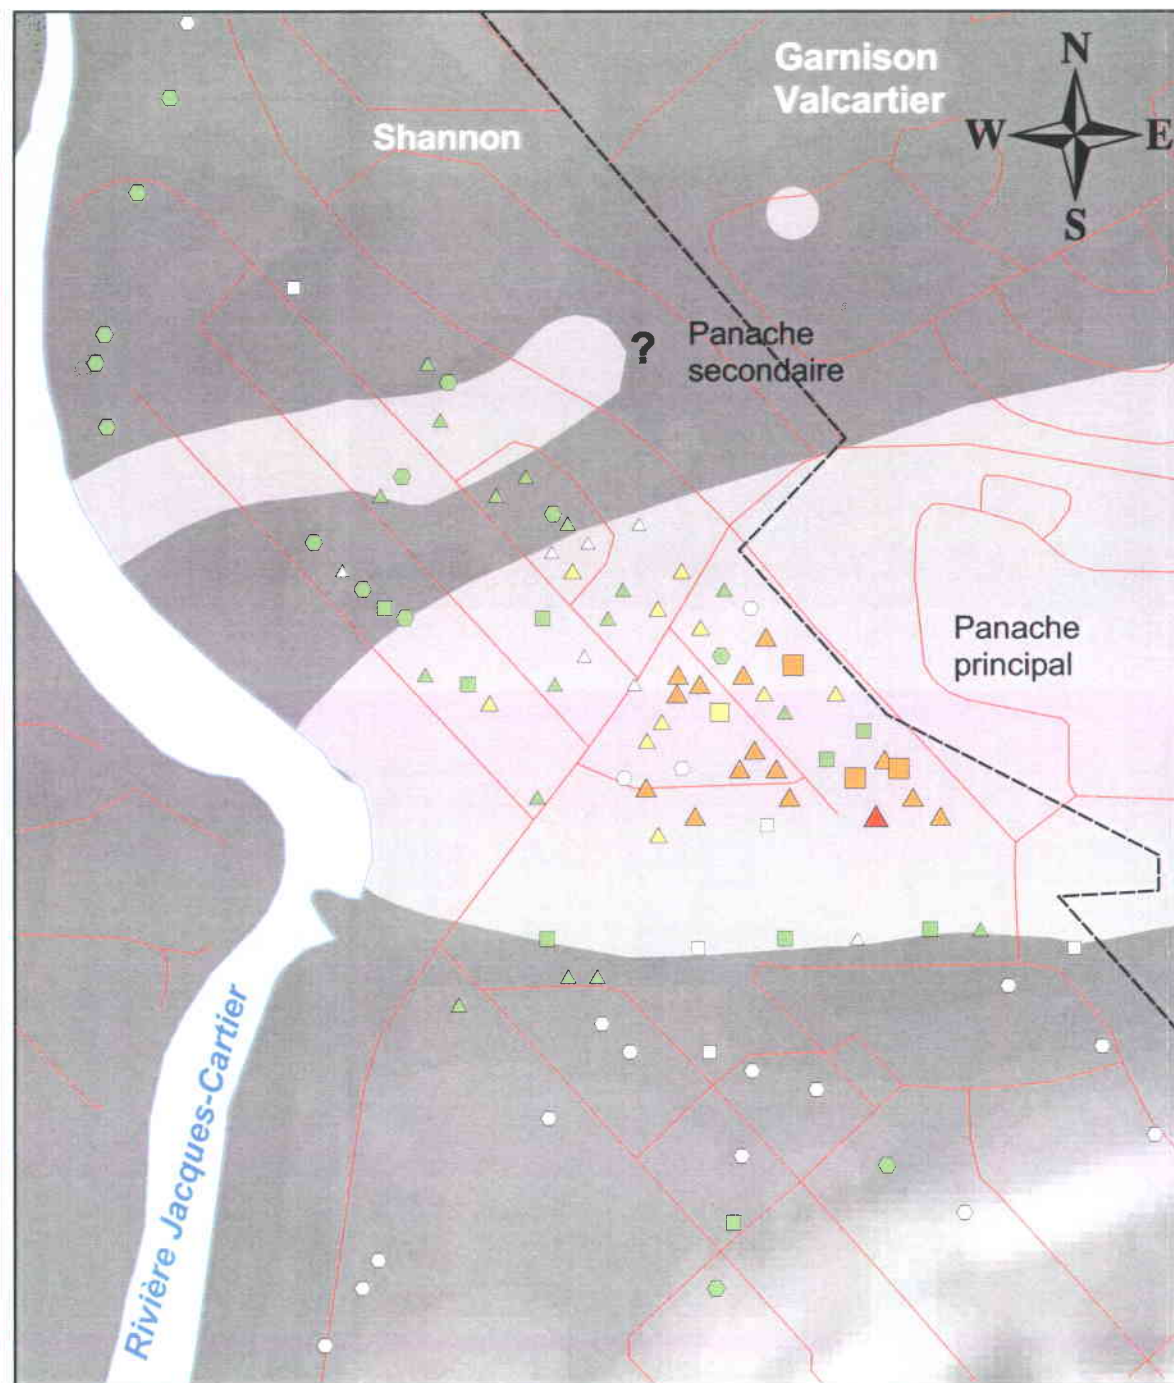 Garnison
Valcartier
N
W
E
S
Shannon
?
Panache
secondaire
Panache
principal
Rivière Jacques-Cartier